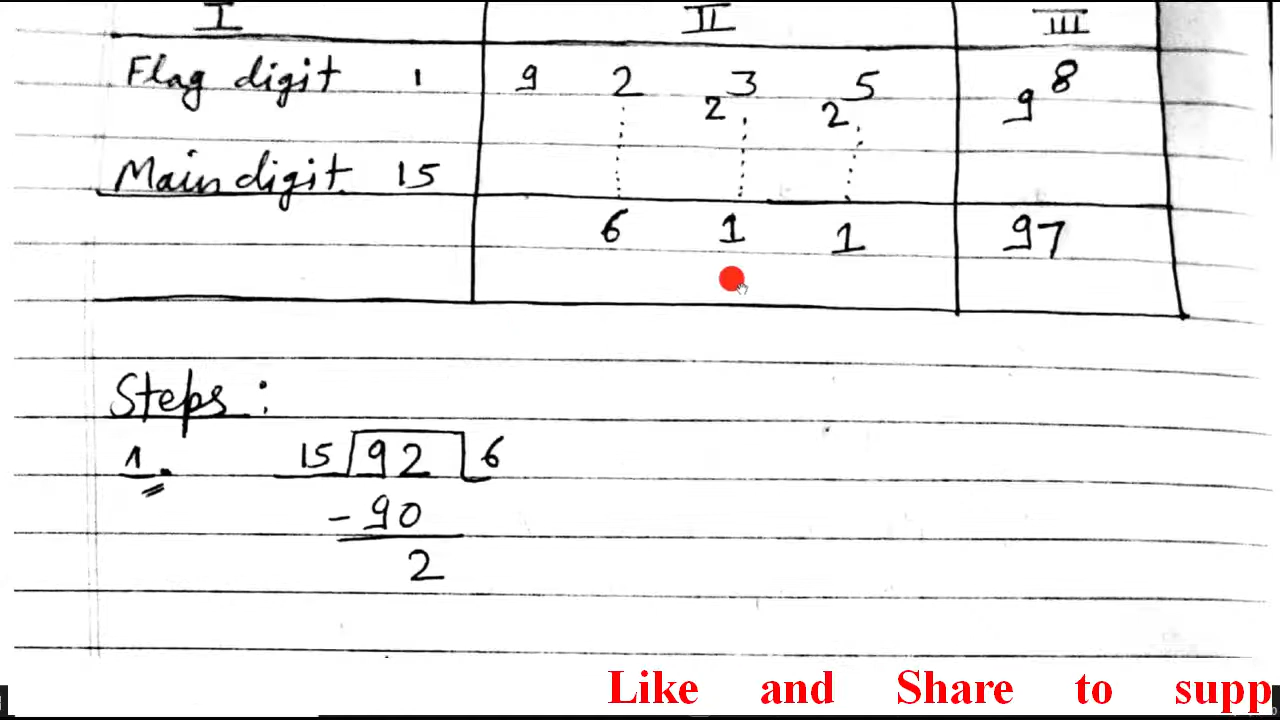 I II III
Flag digit 1 9 2 2 3 2 5 9 8
Main digit 15
6 1 1 97
Steps:
1. 15 92 6
- 90
2
Like and Share to supp